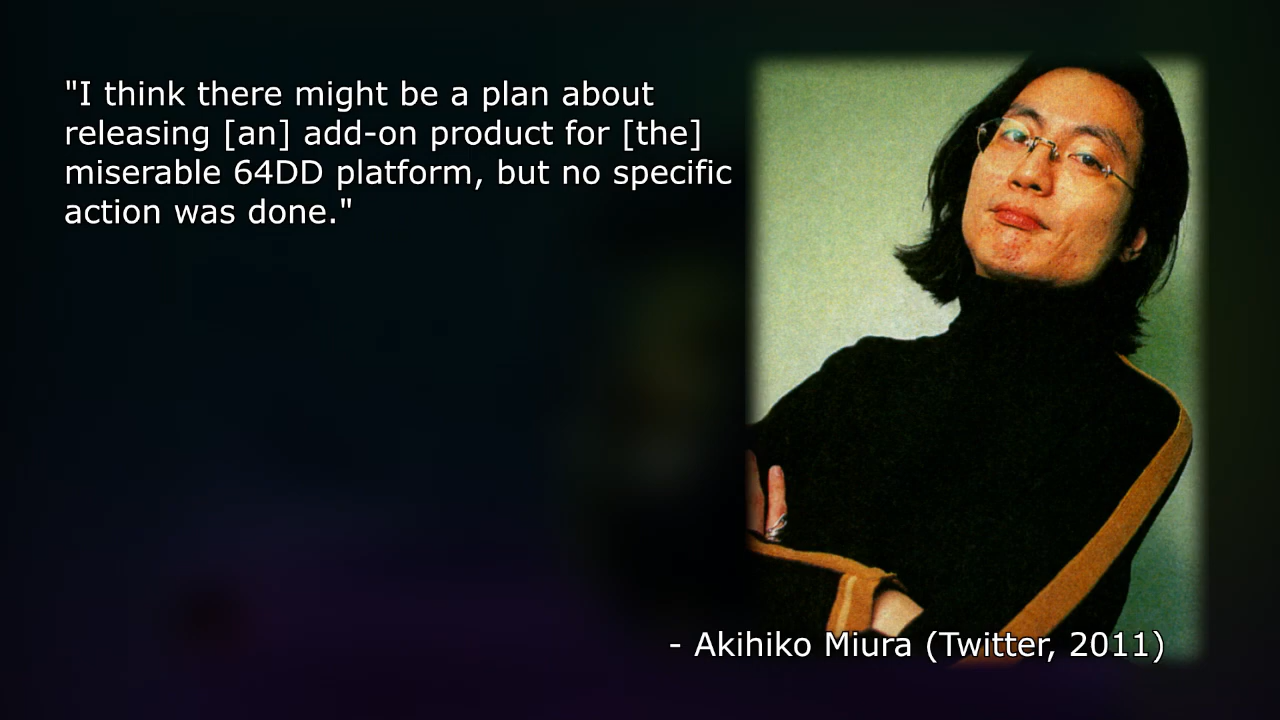 "I think there might be a plan about
releasing [an] add-on product for [the]
miserable 64DD platform, but no specific
action was done."
- Akihiko Miura (Twitter, 2011)